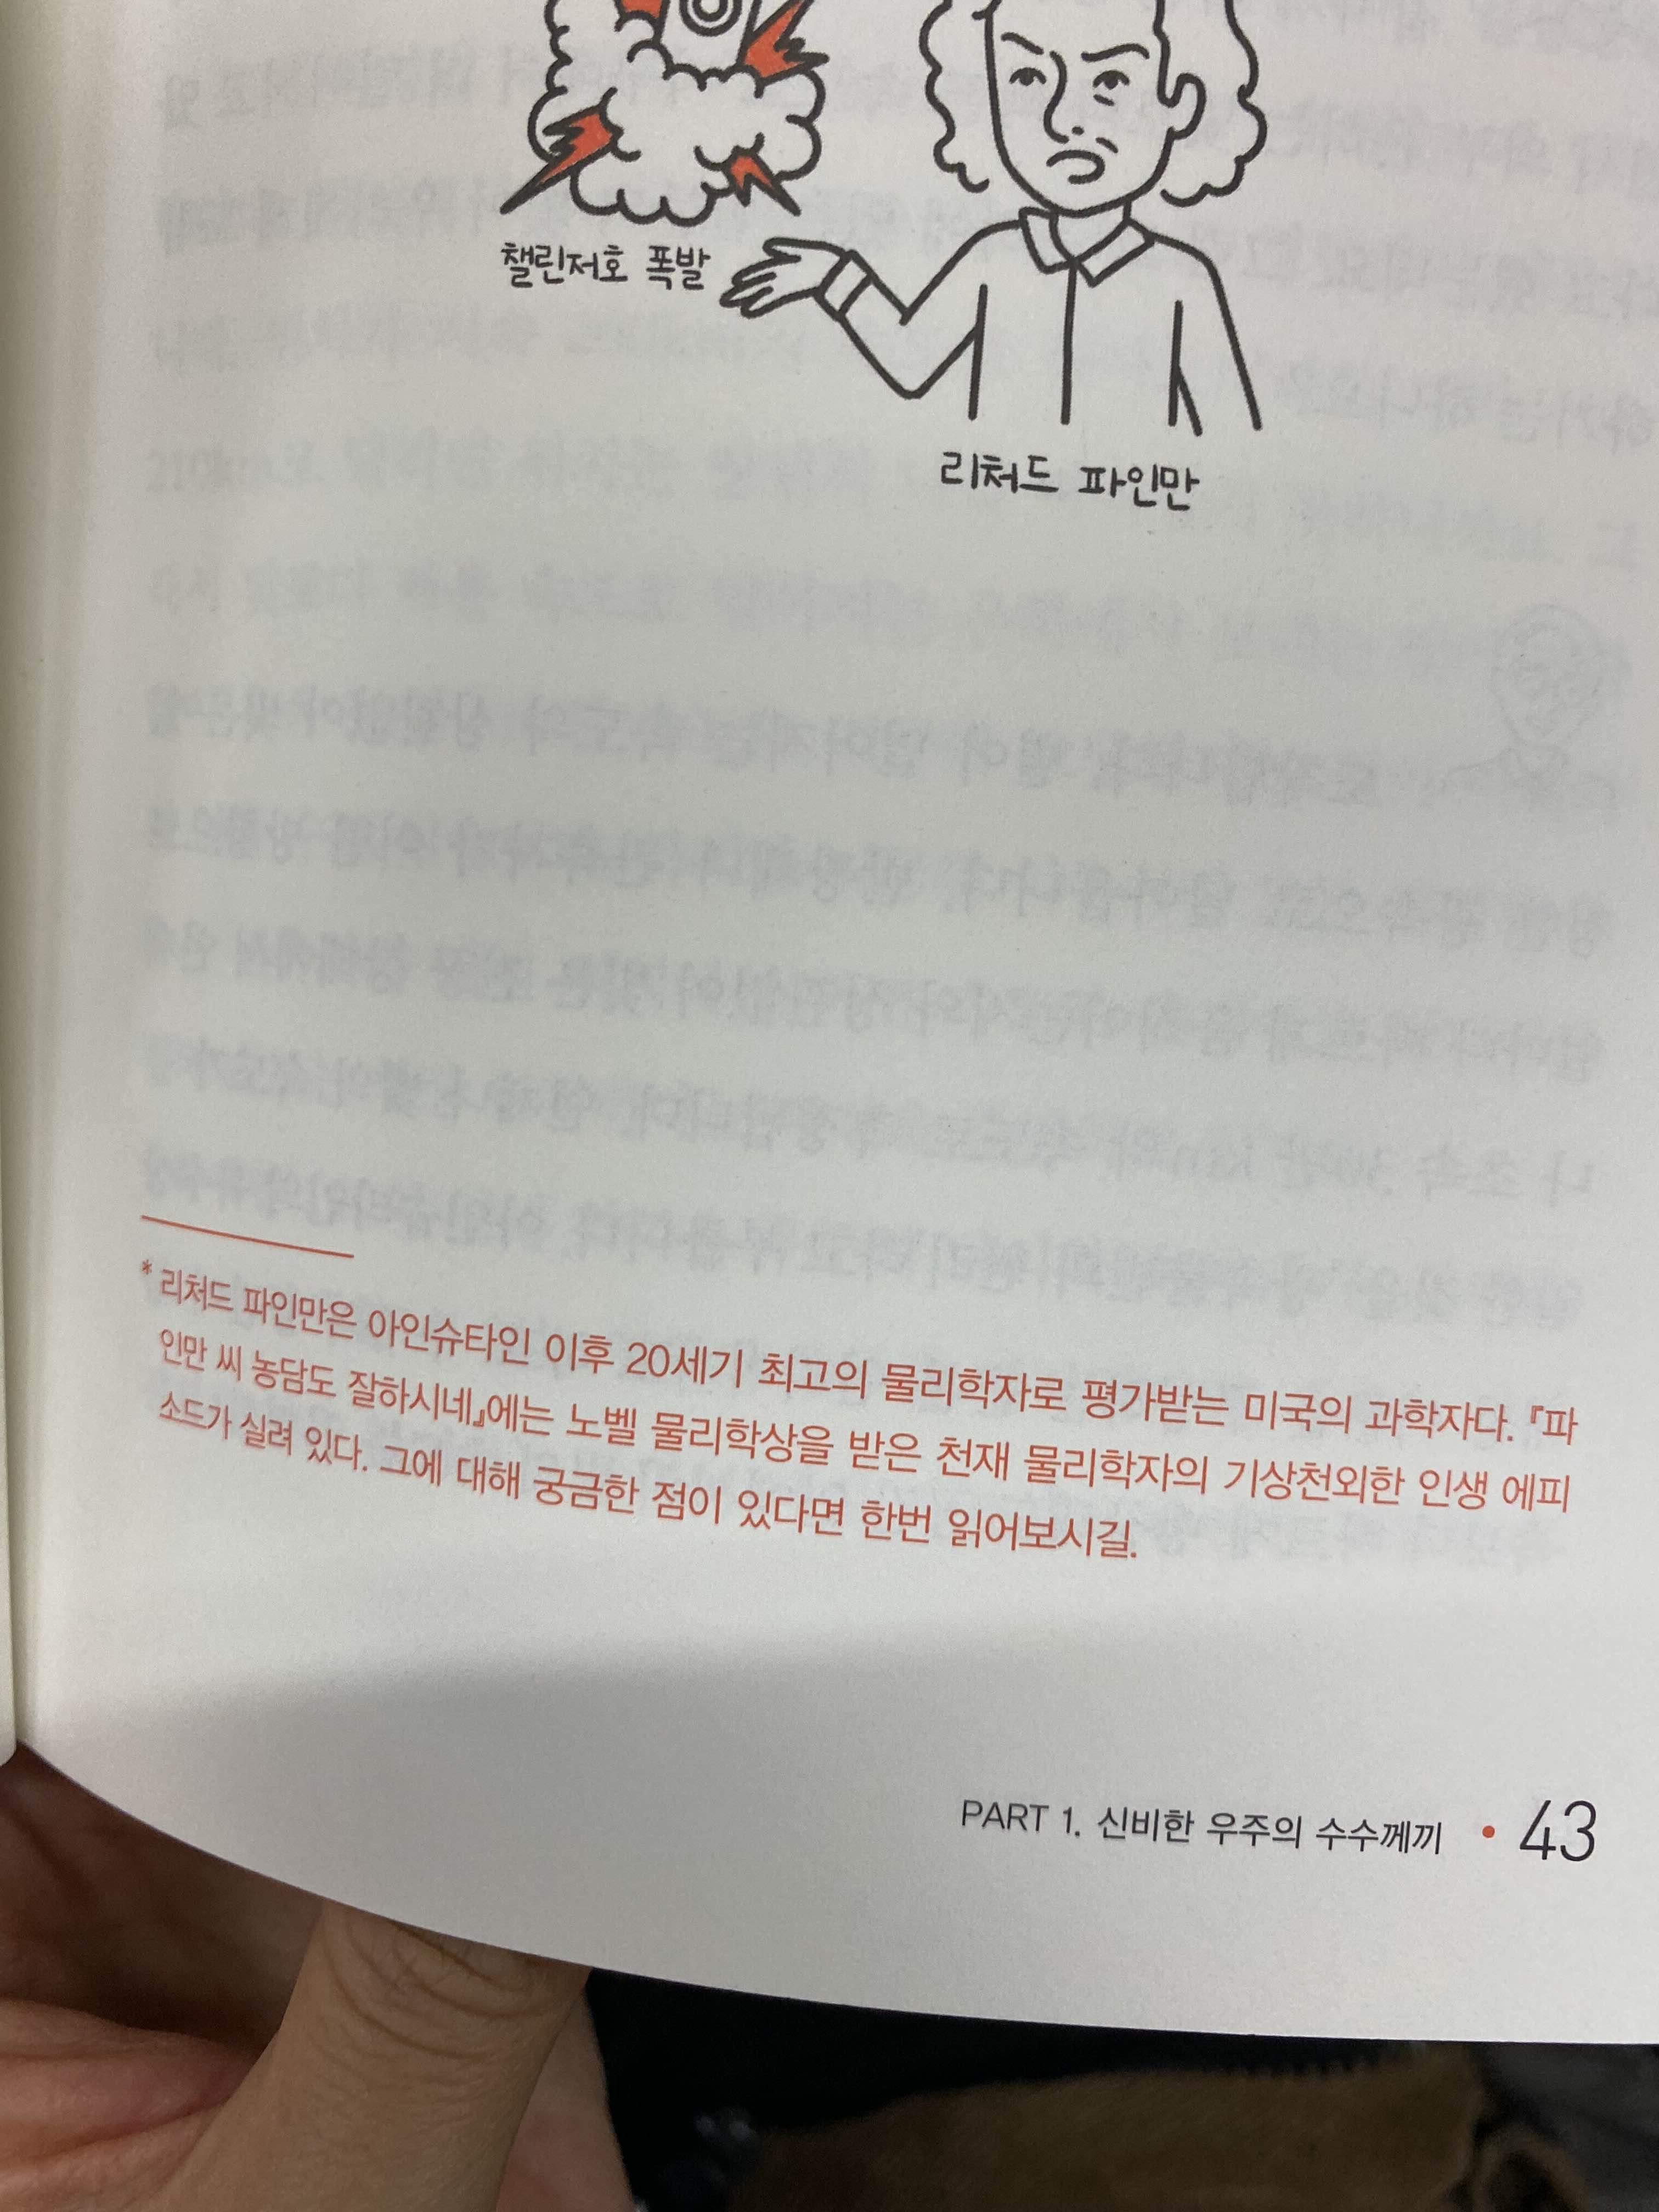 챌린저호 폭발
리처드 파인만
* 리처드 파인만은 아인슈타인 이후 20세기 최고의 물리학자로 평가받는 미국의 과학자다. 『파
인만 씨 농담도 잘하시네』에는 노벨 물리학상을 받은 천재 물리학자의 기상천외한 인생 에피
소드가 실려 있다. 그에 대해 궁금한 점이 있다면 한번 읽어보시길.
PART 1. 신비한 우주의 수수께끼 • 43